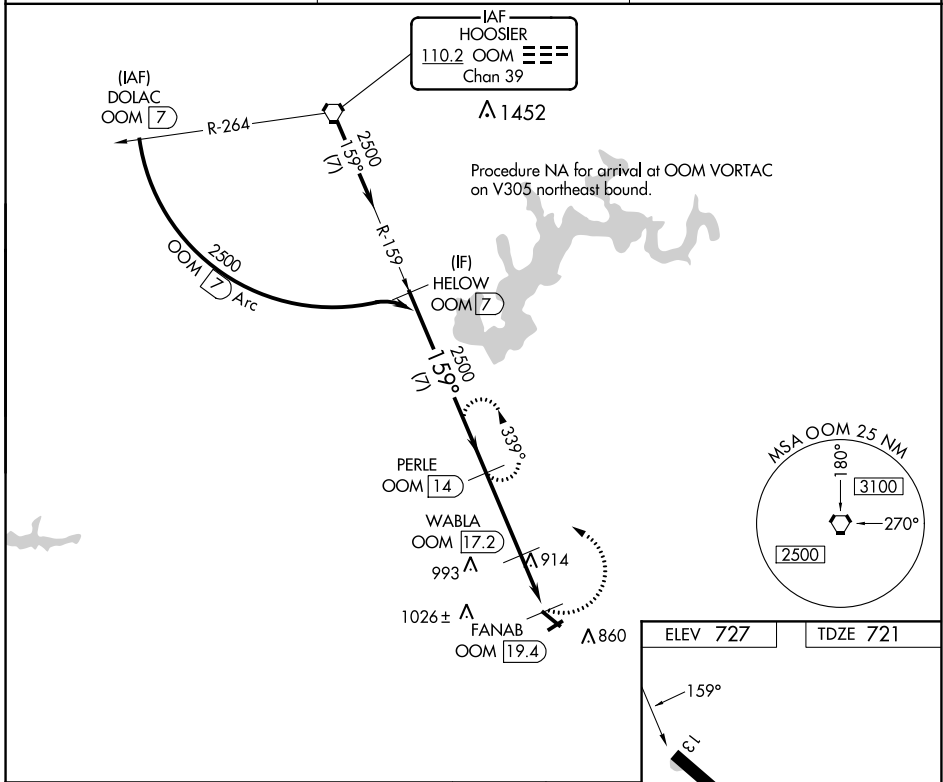 IAF
HOOSIER
110.2 OOM
Chan 39
(IAF)
DOLAC
OOM 7
R-264
1452
2500
159°
(7)
Procedure NA for arrival at OOM VORTAC
on V305 northeast bound.
R-159
2500
OOM 7 Arc
(IF)
HELOW
OOM 7
2500
159°
(7)
339°
PERLE
OOM 14
WABLA
OOM 17.2
993
914
1026±
FANAB
OOM 19.4
860
MSA OOM 25 NM
180°
3100
270°
2500
ELEV 727
TDZE 721
159°
13